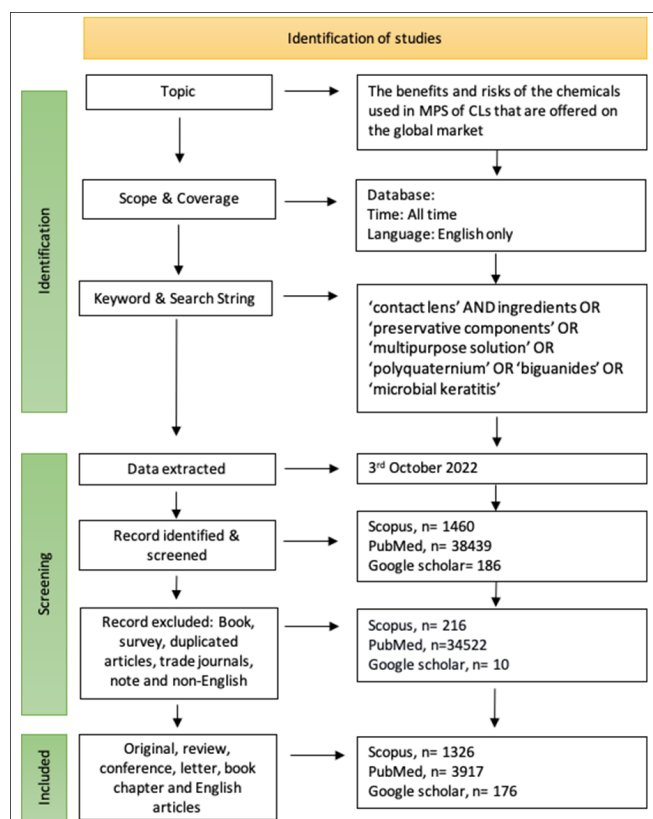 Identification of studies
Identification
Topic
The benefits and risks of the chemicals
used in MPS of CLs that are offered on
the global market
Scope & Coverage
Database:
Time: All time
Language: English only
Keyword & Search String
‘contact lens’ AND ingredients OR
‘preservative components’ OR
‘multipurpose solution’ OR
‘polyquaternium’ OR ‘biguanides’ OR
‘microbial keratitis’
Screening
Data extracted
3rd October 2022
Record identified &
screened
Scopus, n= 1460
PubMed, n= 38439
Google scholar= 186
Record excluded: Book,
survey, duplicated
articles, trade journals,
note and non-English
Scopus, n= 216
PubMed, n=34522
Google scholar, n= 10
Included
Original, review,
conference, letter, book
chapter and English
articles
Scopus, n= 1326
PubMed, n= 3917
Google scholar, n= 176